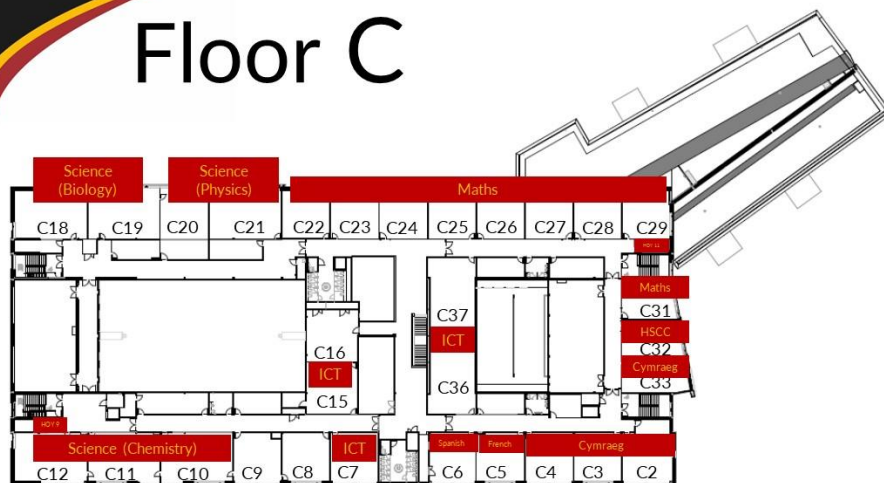 Floor C
Science
(Biology)
Science
(Physics)
Maths
C18 C19 C20 C21 C22 C23 C24 C25 C26 C27 C28 C29
HOY 11
Maths
C31
HSCC
C32
Cymraeg
C33
C37
ICT
C36
C16
ICT
C15
HOY 9
Science (Chemistry)
ICT
Spanish
French
Cymraeg
C12 C11 C10 C9 C8 C7 C6 C5 C4 C3 C2